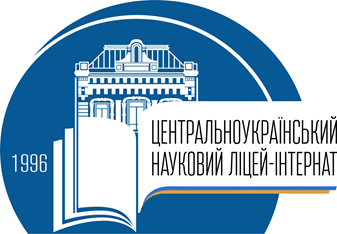 1996
ЦЕНТРАЛЬНОУКРАЇНСЬКИЙ
НАУКОВИЙ ЛІЦЕЙ-ІНТЕРНАТ